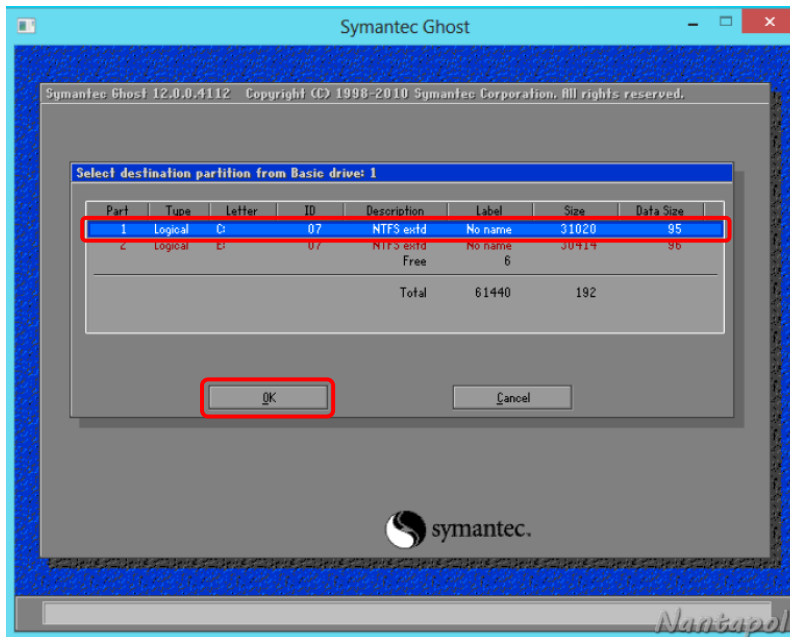 Symantec Ghost
Symantec Ghost 12.0.0.4112 Copyright (C) 1998-2010 Symantec Corporation. All rights reserved.
Select destination partition from Basic drive: 1
Part Type Letter ID Description Label Size Data Size
1 Logical C: 07 NTFS extd No name 31020 95
2 Logical E: 07 NTFS extd No name 30414 96
Free 6
Total 61440 192
OK Cancel
symantec.
Nantapol